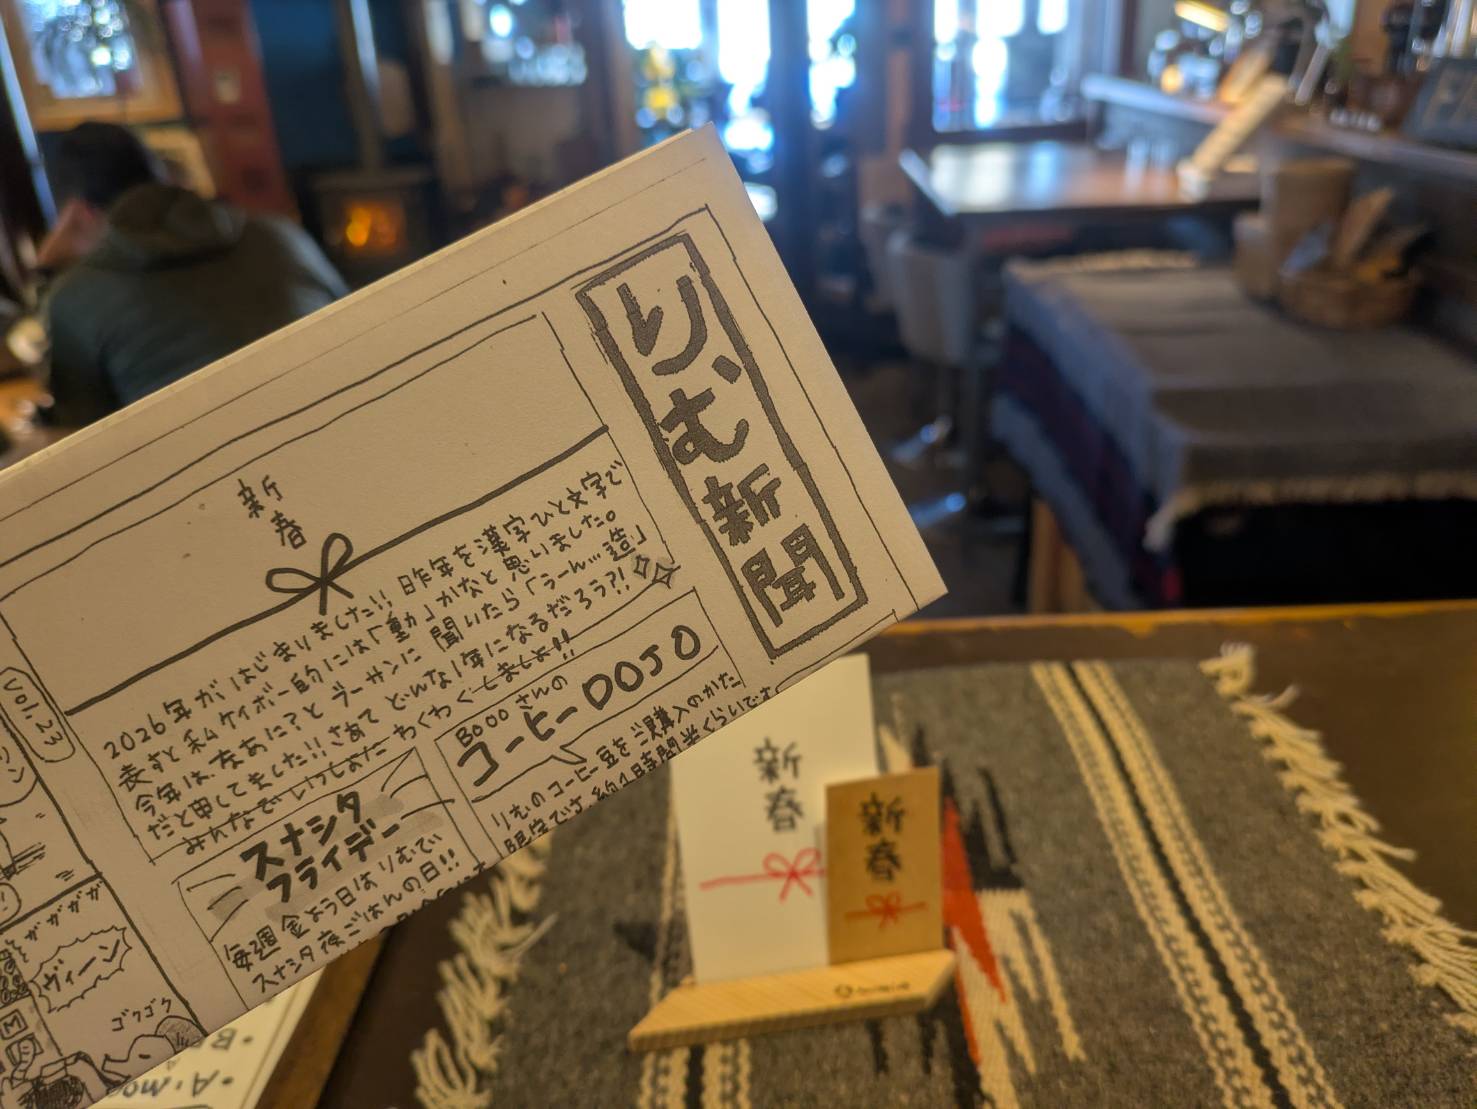 りむ新聞
新
春
2026年がはじまりました!! 昨年を漢字ひと文字で
表すと私ケイボー的には「動」かなと思いました。
今年は、なあに?とブーサンに聞いたら「うーん…造」
だと申してました!! さあて どんな1年になるだろう?!
みんなでいいしおた わくわくしましょ!!
vol.23
Boooさんの
コーヒーDOJO
りむのコーヒー豆をご購入のかた
限定です。約1時間半くらいです
スナシタ
フライデー
毎週金よう日はりむでい
スナシタ夜ごはんの日!!
ガガガガ
ヴィーン
ゴクゴク
M
新
春
新
春